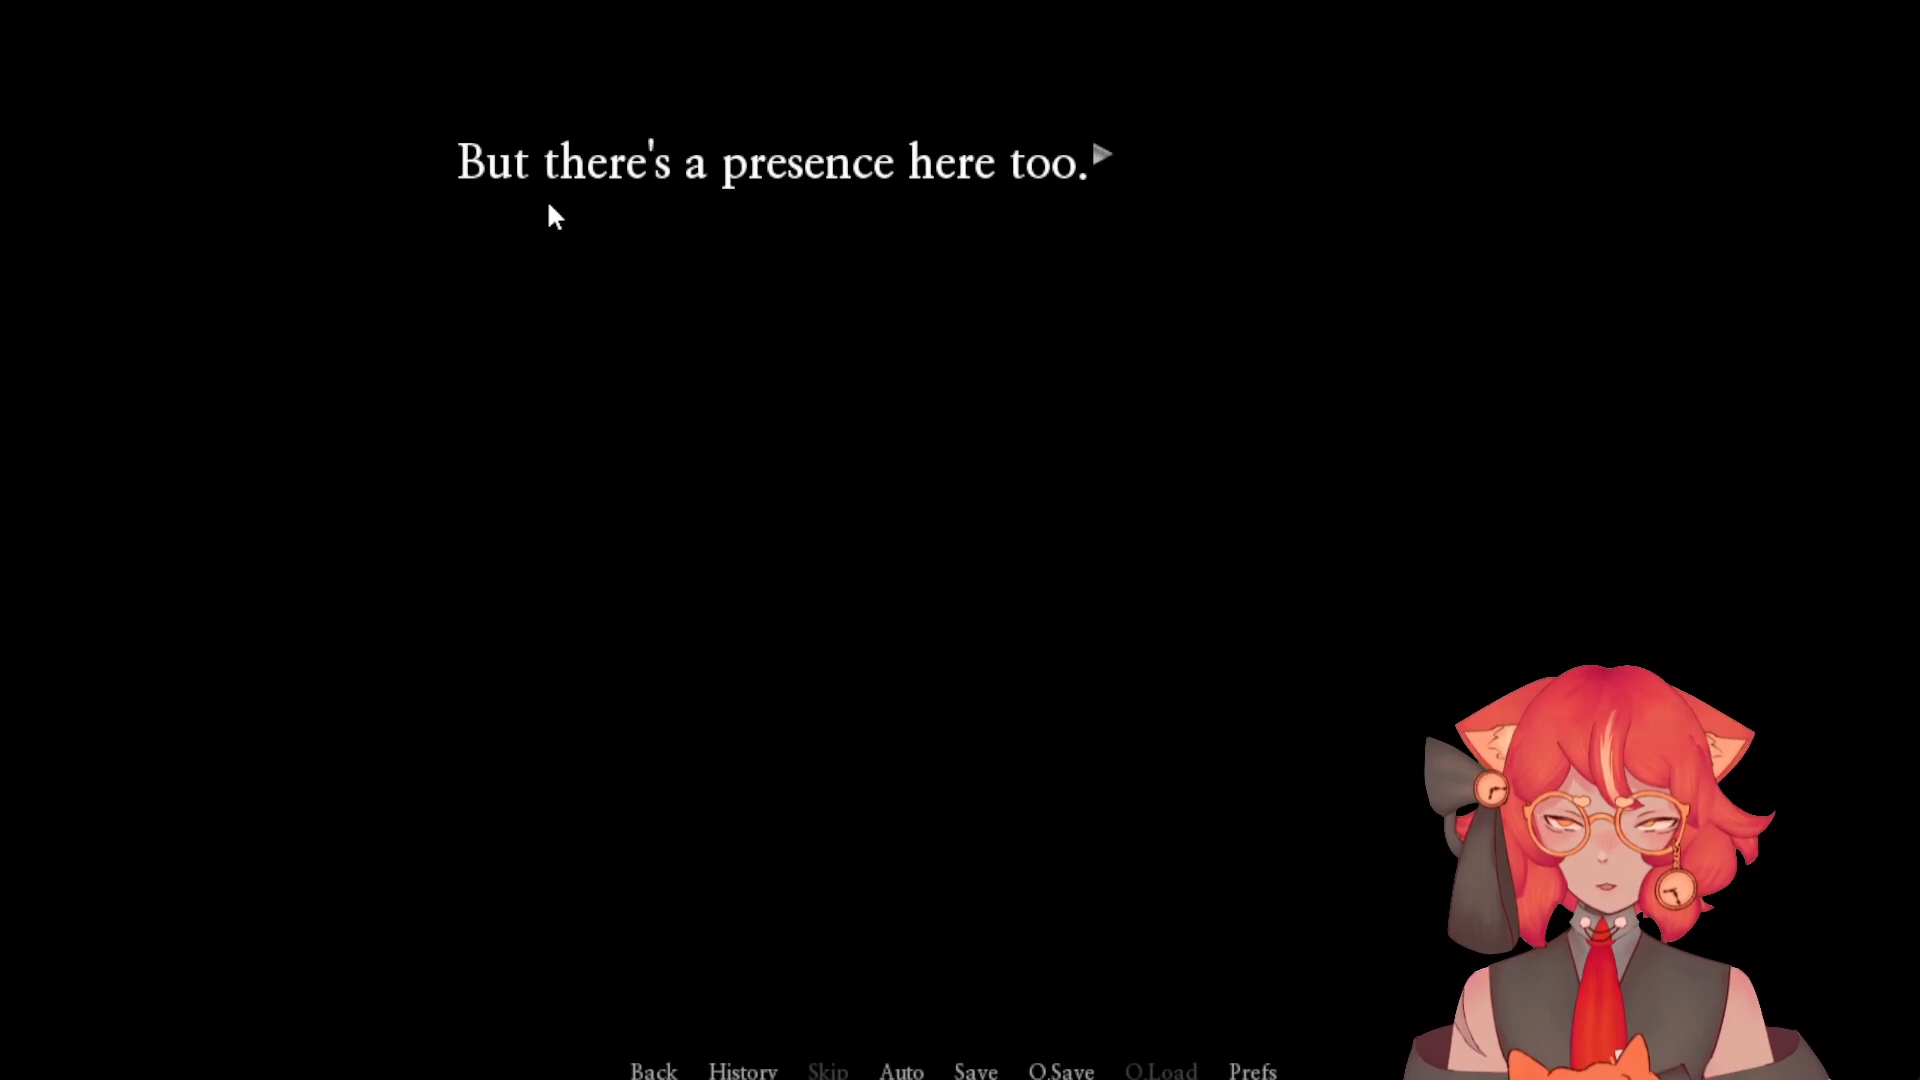 But there's a presence here too.
Back History Skip Auto Save Q.Save Q.Load Prefs